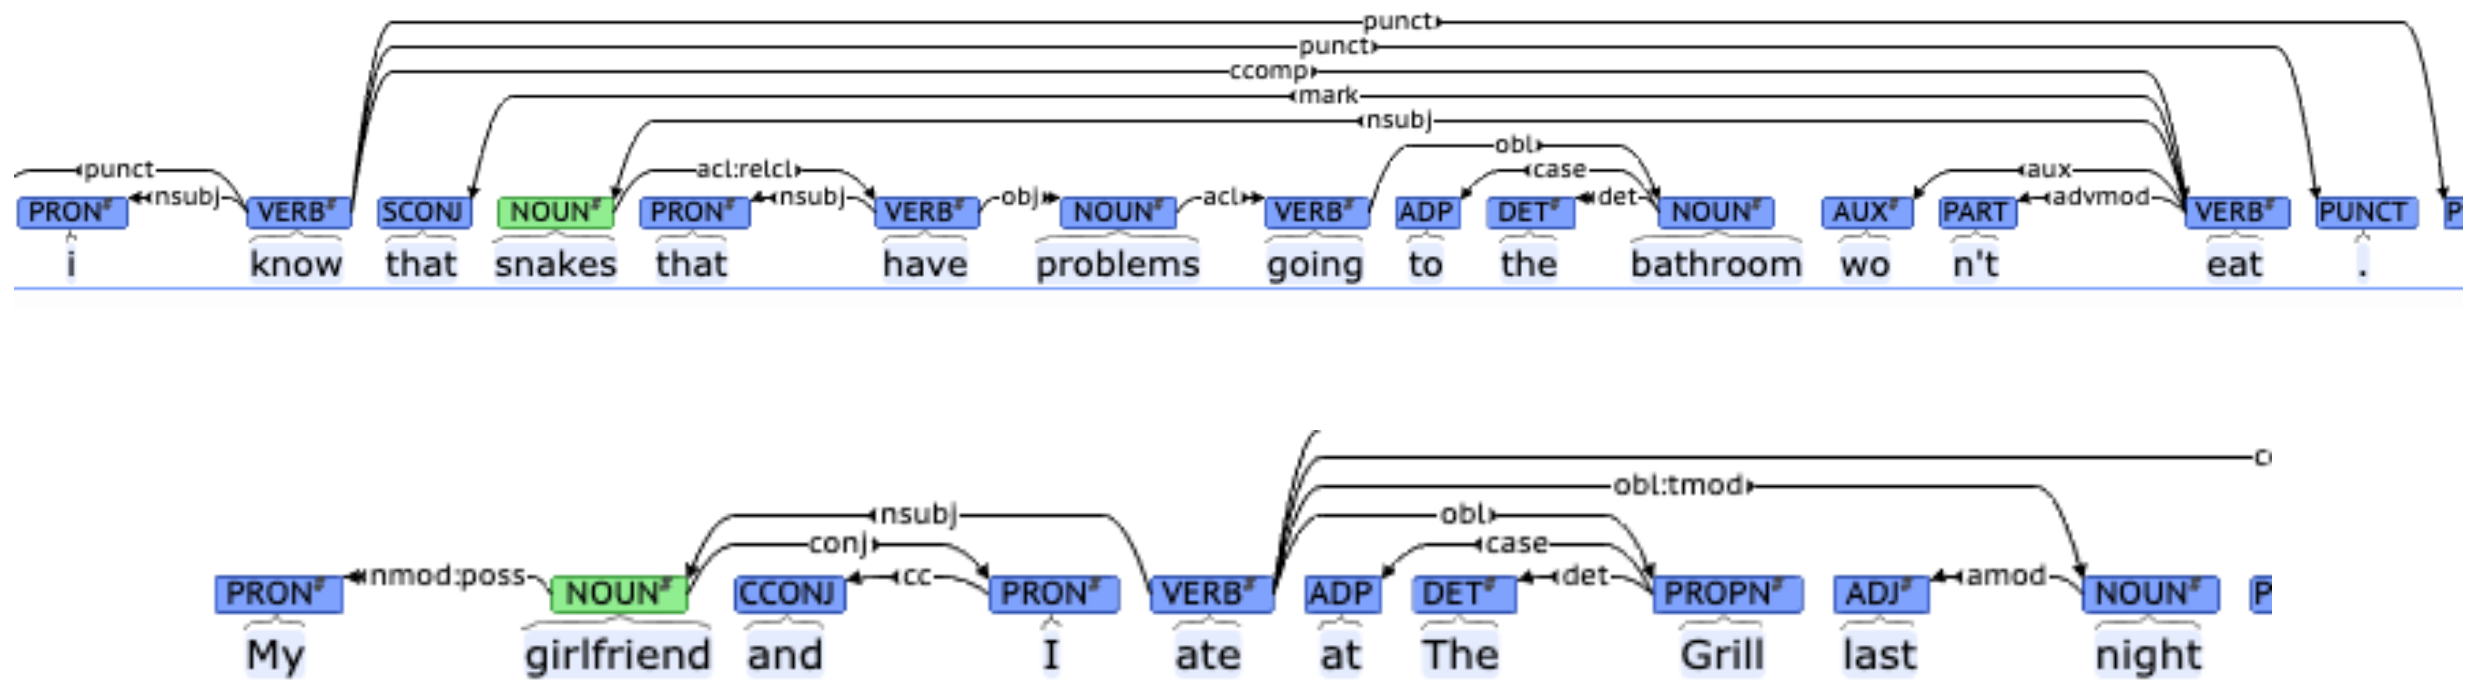 punct
punct
ccomp
mark
nsubj
obl
punct acl:relcl case aux
PRON# nsubj VERB# SCONJ NOUN# PRON# nsubj VERB# obj NOUN# acl VERB# ADP DET# det NOUN# AUX# PART advmod VERB# PUNCT P
i know that snakes that have problems going to the bathroom wo n't eat .
c
obl:tmod
nsubj obl
conj case
PRON# nmod:poss NOUN# CCONJ cc PRON# VERB# ADP DET# det PROPN# ADJ# amod NOUN# P
My girlfriend and I ate at The Grill last night